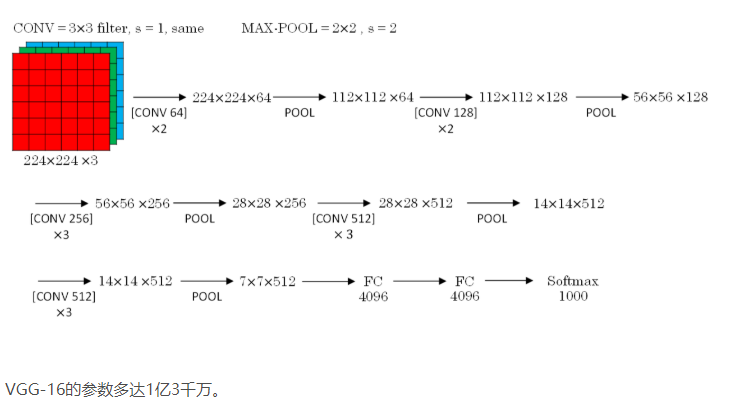 CONV = 3×3 filter, s = 1, same MAX-POOL = 2×2 , s = 2
224×224×64 112×112 ×64 112×112 ×128 56×56 ×128
[CONV 64] POOL [CONV 128] POOL
×2 ×2
224×224 ×3
56×56 ×256 28×28 ×256 28×28 ×512 14×14×512
[CONV 256] POOL [CONV 512] POOL
×3 × 3
14×14 ×512 7×7×512 FC FC Softmax
[CONV 512] POOL 4096 4096 1000
×3
VGG-16的参数多达1亿3千万。